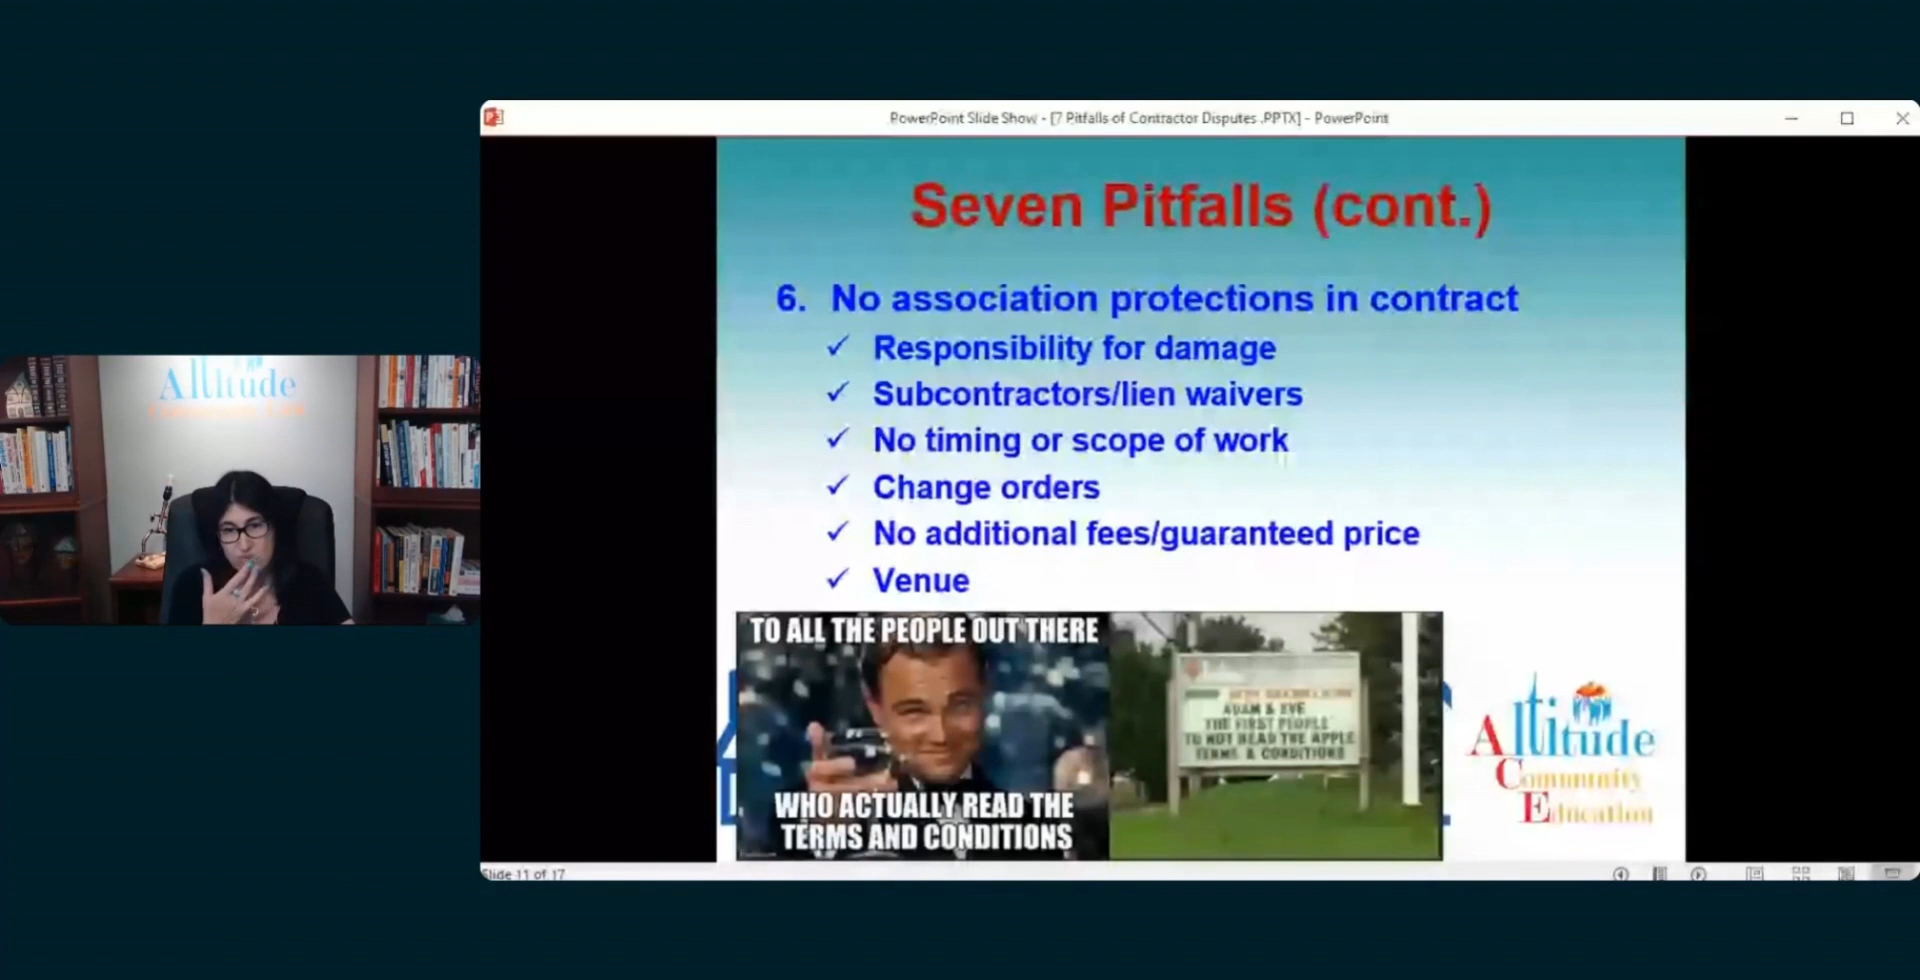 PowerPoint Slide Show - [7 Pitfalls of Contractor Disputes .PPTX] - PowerPoint
Seven Pitfalls (cont.)
6. No association protections in contract
✓ Responsibility for damage
✓ Subcontractors/lien waivers
✓ No timing or scope of work
✓ Change orders
✓ No additional fees/guaranteed price
✓ Venue
Altitude
TO ALL THE PEOPLE OUT THERE
WHO ACTUALLY READ THE
TERMS AND CONDITIONS
ADAM & EVE
THE FIRST PEOPLE
TO NOT READ THE APPLE
TERMS & CONDITIONS
Altitude
Community
Education
Slide 11 of 17